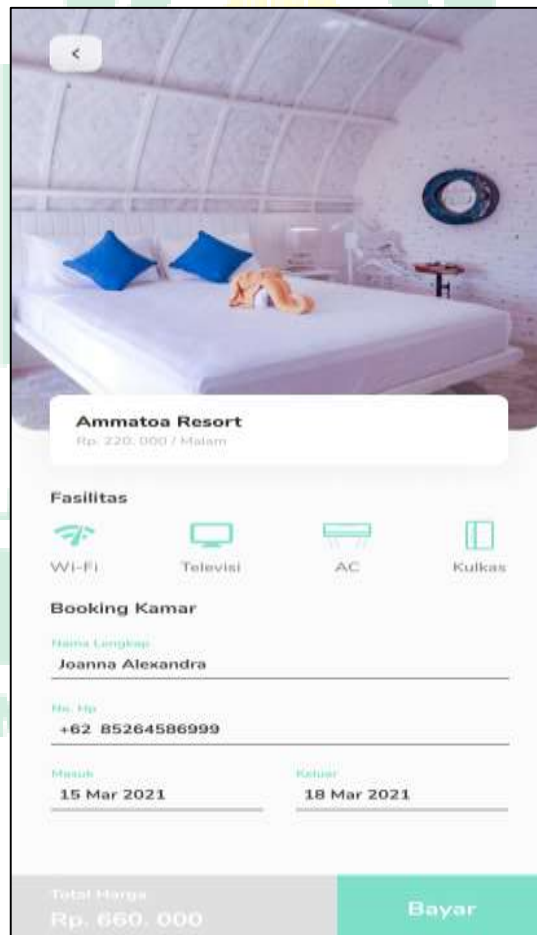 <
Ammatoa Resort
Rp. 220. 000 / Malam
Fasilitas
Wi-Fi Televisi AC Kulkas
Booking Kamar
Nama Lengkap
Joanna Alexandra
No. Hp
+62 85264586999
Masuk Keluar
15 Mar 2021 18 Mar 2021
Total Harga
Rp. 660. 000
Bayar